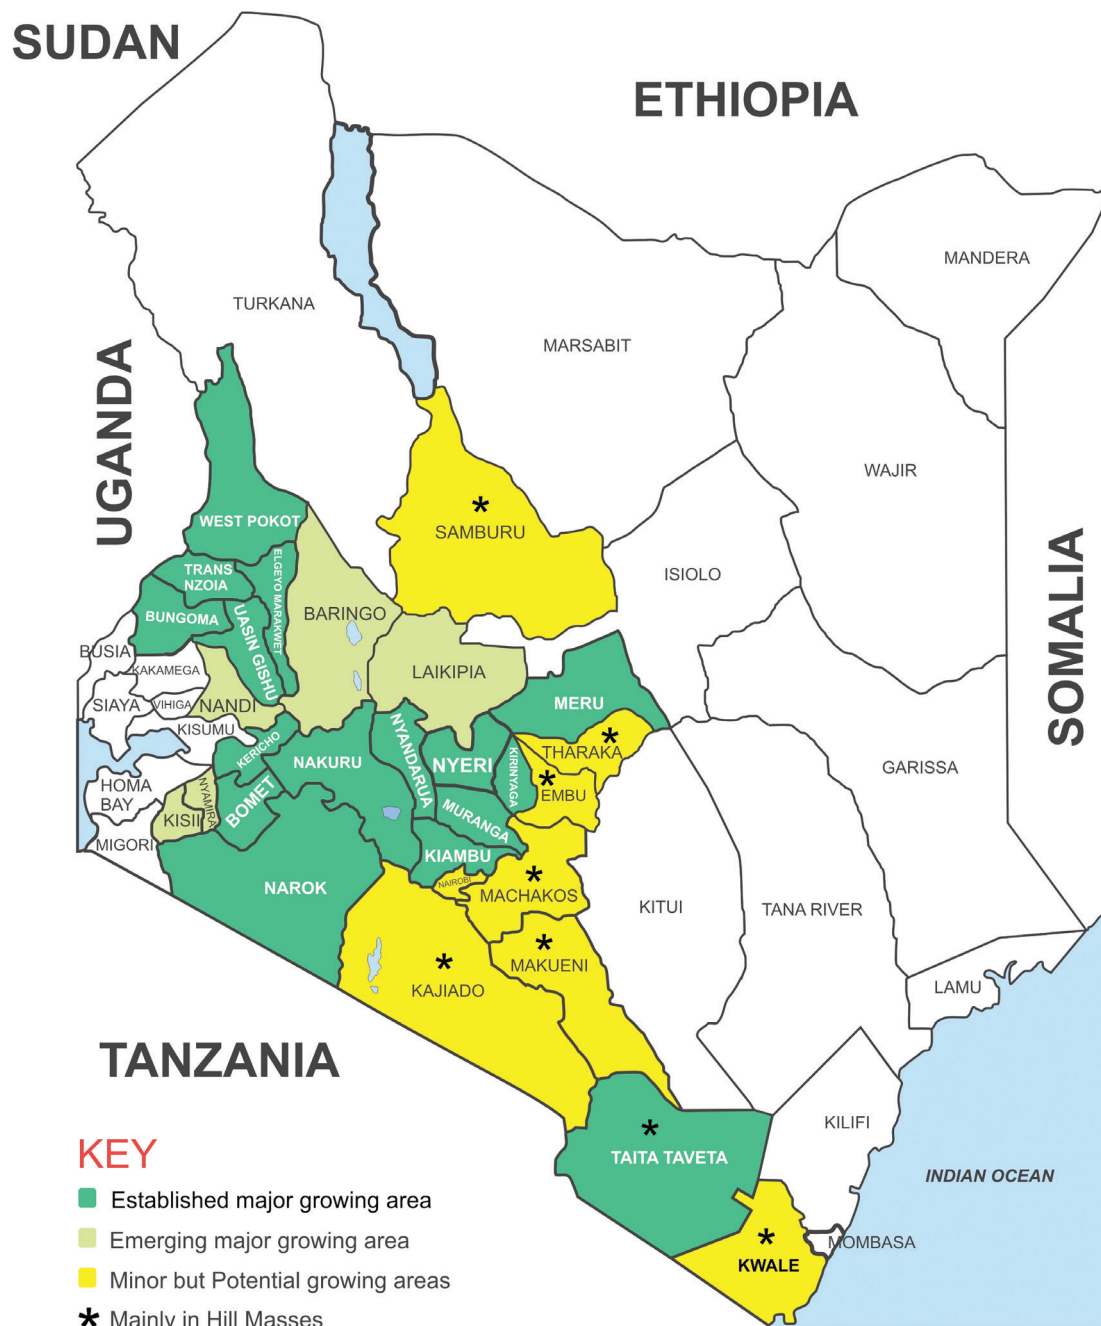 SUDAN
ETHIOPIA
MANDERA
TURKANA
MARSABIT
UGANDA
WAJIR
SAMBURU
WEST POKOT
ISIOLO
SOMALIA
TRANS
NZOIA
ELGEYO MARAKWET
BARINGO
BUNGOMA
UASIN GISHU
BUSIA
KAKAMEGA
LAIKIPIA
SIAYA
VIHIGA
NANDI
MERU
KISUMU
KERICHO
NYANDARUA
THARAKA
NAKURU
NYERI
KIRINYAGA
GARISSA
HOMA
BAY
NYAMIRA
BOMET
EMBU
KISII
MURANGA
MIGORI
KIAMBU
NAIROBI
NAROK
MACHAKOS
KITUI
TANA RIVER
MAKUENI
KAJIADO
LAMU
TANZANIA
KILIFI
TAITA TAVETA
INDIAN OCEAN
MOMBASA
KWALE
KEY
Established major growing area
Emerging major growing area
Minor but Potential growing areas
* Mainly in Hill Masses